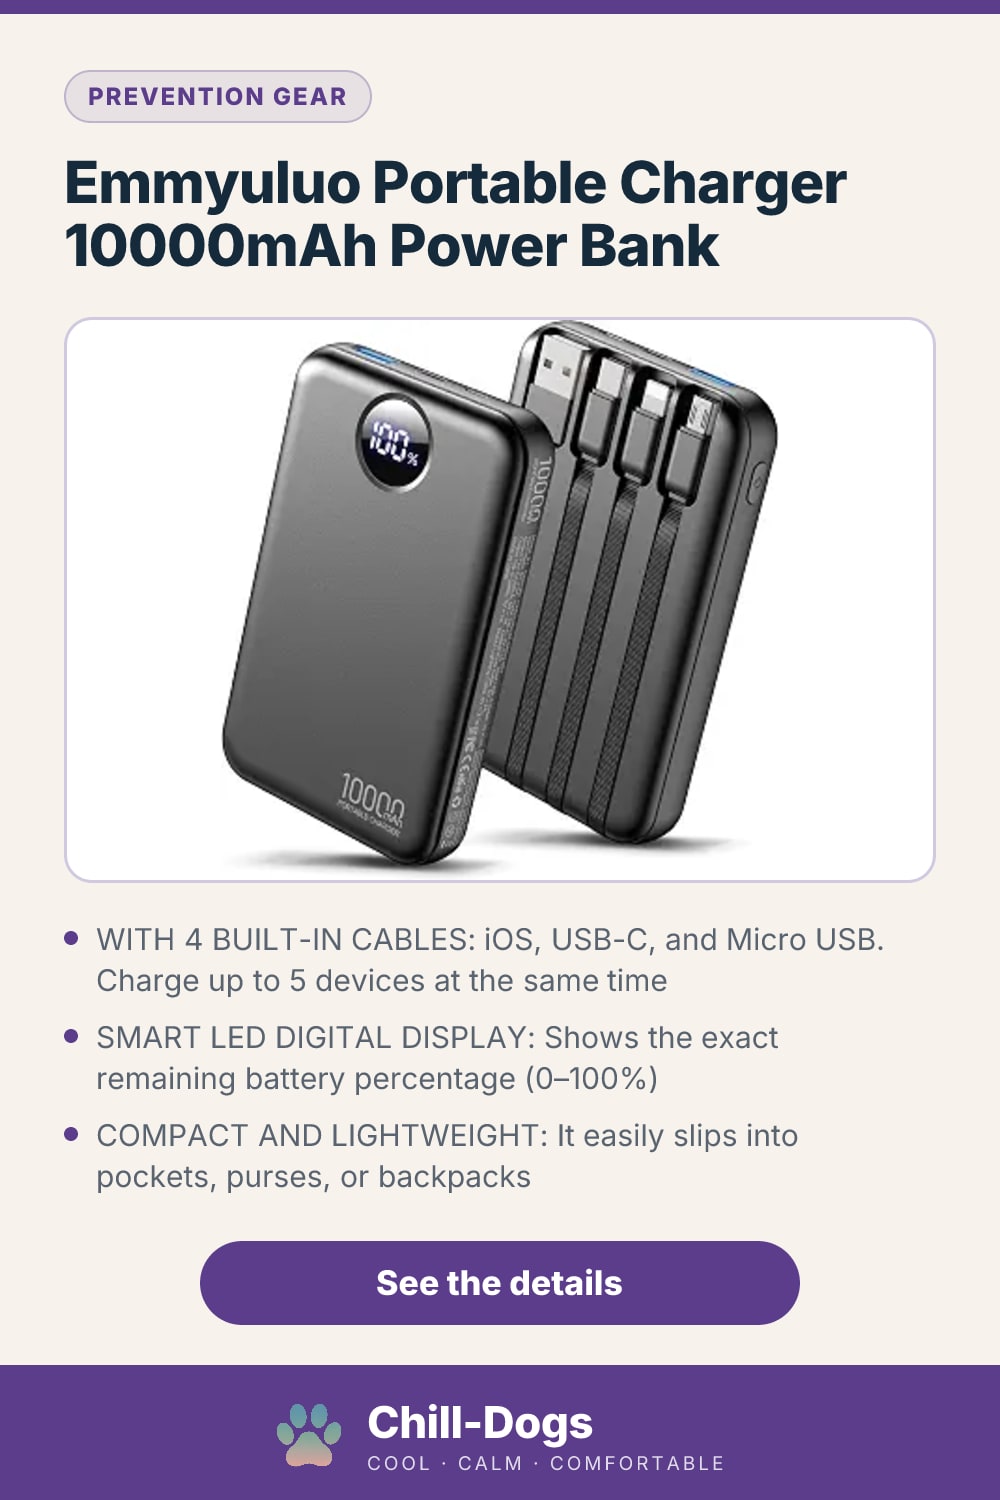 PREVENTION GEAR
Emmyuluo Portable Charger
10000mAh Power Bank
100%
10000
10000mAh
PORTABLE CHARGER
WITH 4 BUILT-IN CABLES: iOS, USB-C, and Micro USB.
Charge up to 5 devices at the same time
SMART LED DIGITAL DISPLAY: Shows the exact
remaining battery percentage (0–100%)
COMPACT AND LIGHTWEIGHT: It easily slips into
pockets, purses, or backpacks
See the details
Chill-Dogs
COOL · CALM · COMFORTABLE